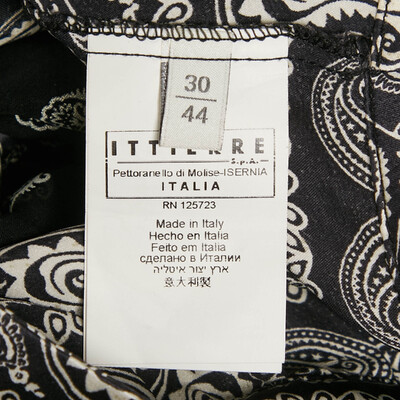 30
44
ITTIERRE
S.p.A.
Pettoranello di Molise-ISERNIA
ITALIA
RN 125723
Made in Italy
Hecho en Italia
Feito em Italia
сделано в Италии
ארץ יצור איטליה
意大利製